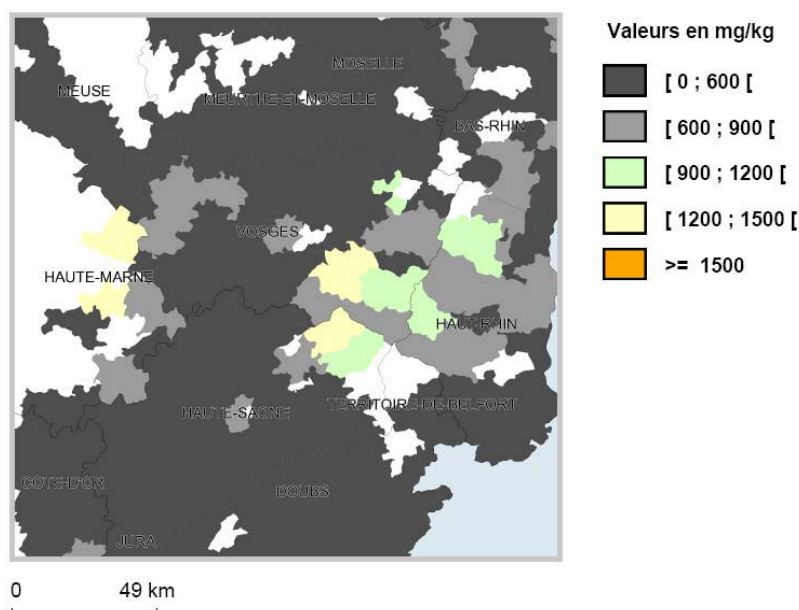 Valeurs en mg/kg
[ 0 ; 600 [
[ 600 ; 900 [
[ 900 ; 1200 [
[ 1200 ; 1500 [
>= 1500
MOSELLE
MEUSE
MEURTHE-ET-MOSELLE
BAS-RHIN
VOSGES
HAUTE-MARNE
HAUT-RHIN
HAUTE-SAONE
TERRITOIRE-DE-BELFORT
COTE-D'OR
DOUBS
JURA
0 49 km